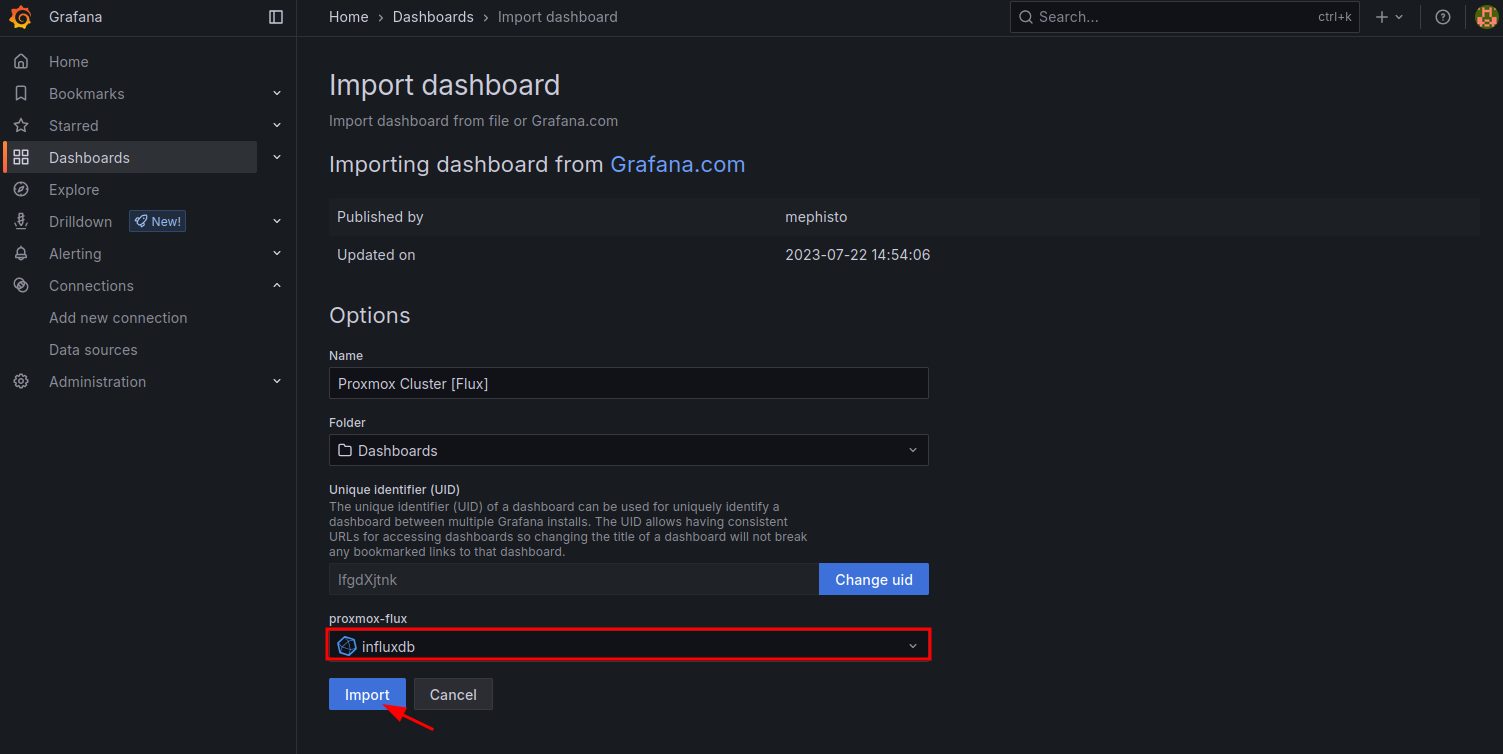 Grafana
Home › Dashboards › Import dashboard
Search...
ctrl+k
Home
Bookmarks
Starred
Dashboards
Explore
Drilldown New!
Alerting
Connections
Add new connection
Data sources
Administration
Import dashboard
Import dashboard from file or Grafana.com
Importing dashboard from Grafana.com
Published by mephisto
Updated on 2023-07-22 14:54:06
Options
Name
Proxmox Cluster [Flux]
Folder
Dashboards
Unique identifier (UID)
The unique identifier (UID) of a dashboard can be used for uniquely identify a
dashboard between multiple Grafana installs. The UID allows having consistent
URLs for accessing dashboards so changing the title of a dashboard will not break
any bookmarked links to that dashboard.
IfgdXjtnk Change uid
proxmox-flux
influxdb
Import Cancel